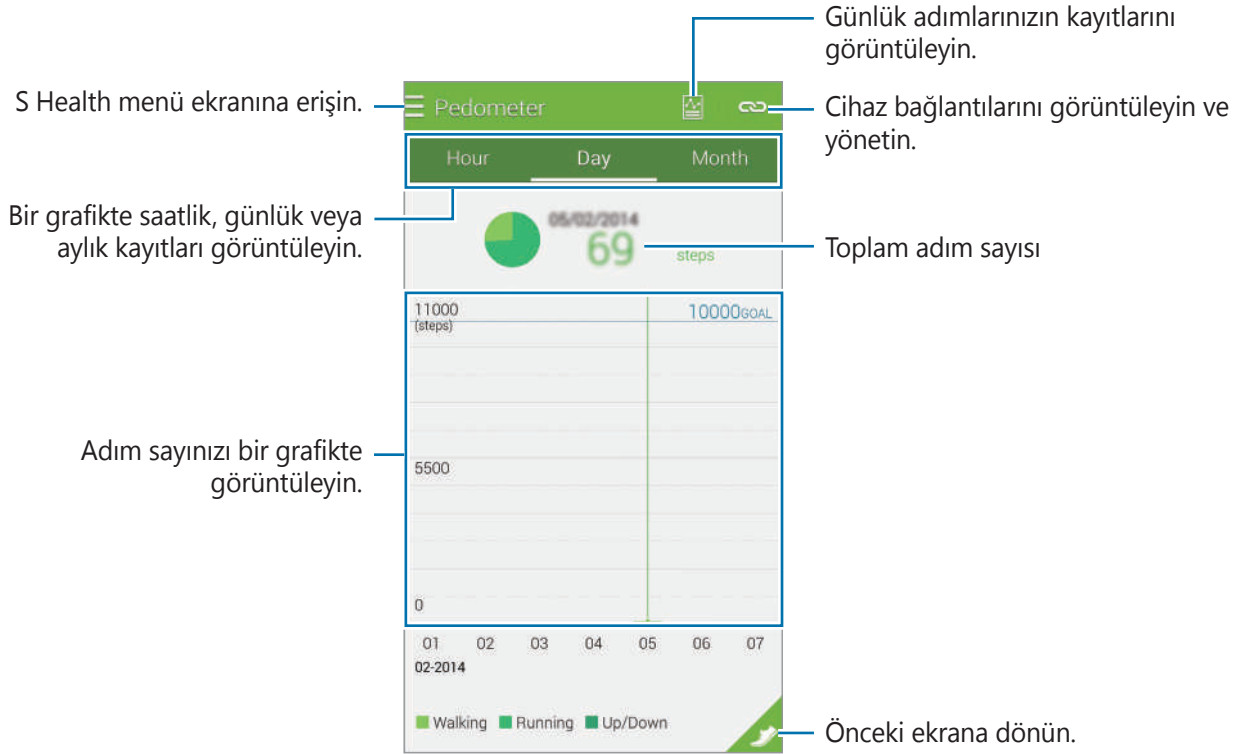 Günlük adımlarınızın kayıtlarını
görüntüleyin.
S Health menü ekranına erişin.
Pedometer
Cihaz bağlantılarını görüntüleyin ve
yönetin.
Hour Day Month
Bir grafikte saatlik, günlük veya
aylık kayıtları görüntüleyin.
05/02/2014
69 steps
Toplam adım sayısı
11000 10000GOAL
(steps)
Adım sayınızı bir grafikte
görüntüleyin.
5500
0
01 02 03 04 05 06 07
02-2014
Walking Running Up/Down
Önceki ekrana dönün.